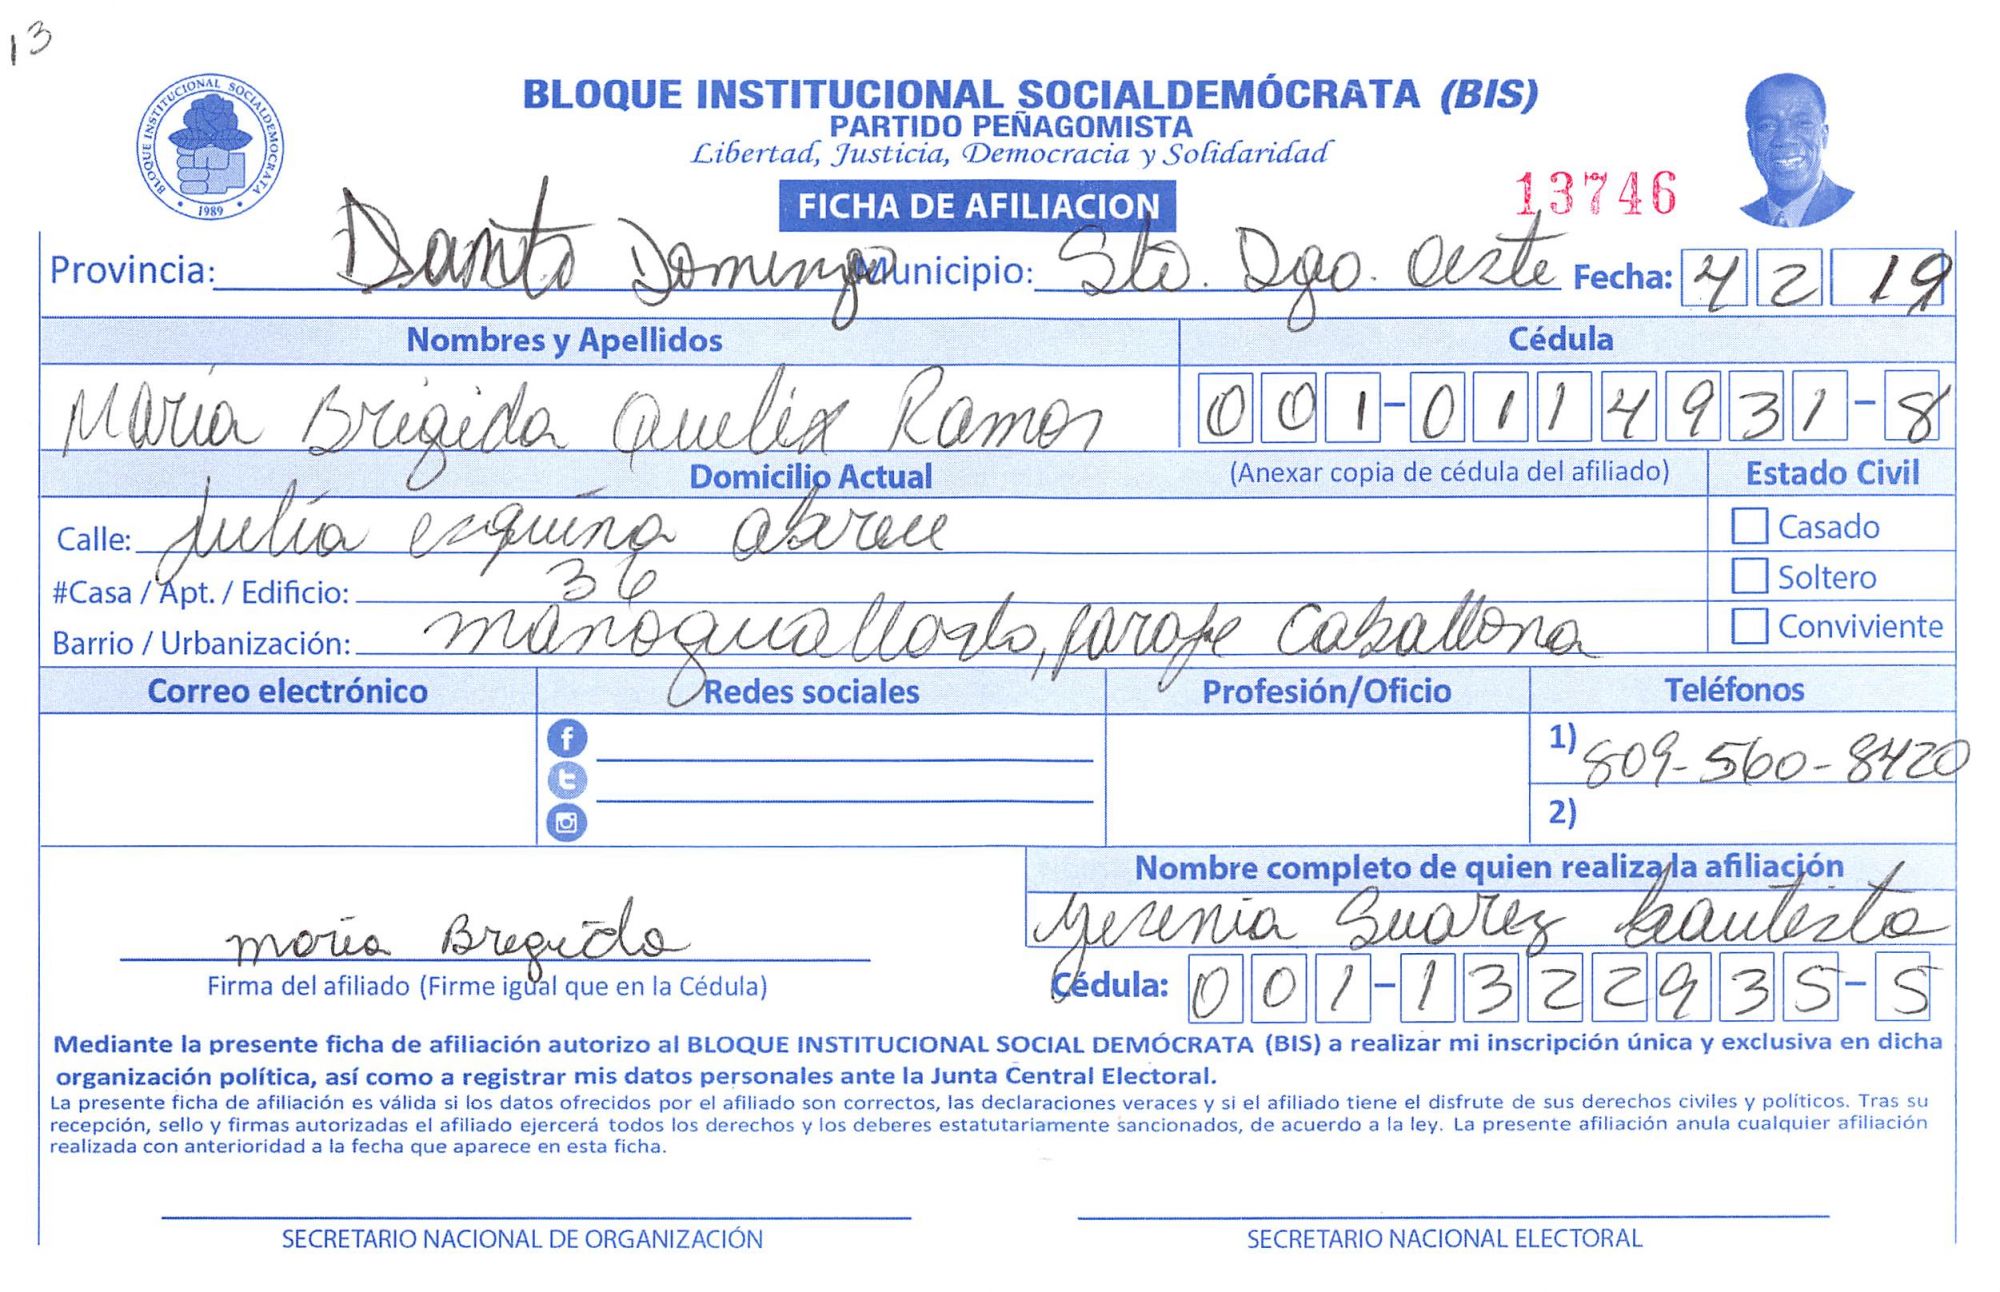 13
BLOQUE INSTITUCIONAL SOCIALDEMÓCRATA (BIS)
PARTIDO PEÑAGOMISTA
Libertad, Justicia, Democracia y Solidaridad
BLOQUE INSTITUCIONAL SOCIALDEMOCRATA
1989
13746
FICHA DE AFILIACION
Provincia: Santo Domingo Municipio: Sto. Dgo. Oeste Fecha: 4 2 19
Nombres y Apellidos Cédula
Maria Brigida Quelix Ramos 001-0114931-8
Domicilio Actual (Anexar copia de cédula del afiliado) Estado Civil
Calle: Julia esquina abreu Casado
#Casa / Apt. / Edificio: 36 Soltero
Barrio / Urbanización: manoguallado, paraje Caballona Conviviente
Correo electrónico Redes sociales Profesión/Oficio Teléfonos
1) 809-560-8420
2)
Nombre completo de quien realiza la afiliación
Yesenia Suarez bautista
maria Bregida
Firma del afiliado (Firme igual que en la Cédula) Cédula: 001-1322935-5
Mediante la presente ficha de afiliación autorizo al BLOQUE INSTITUCIONAL SOCIAL DEMÓCRATA (BIS) a realizar mi inscripción única y exclusiva en dicha
organización política, así como a registrar mis datos personales ante la Junta Central Electoral.
La presente ficha de afiliación es válida si los datos ofrecidos por el afiliado son correctos, las declaraciones veraces y si el afiliado tiene el disfrute de sus derechos civiles y políticos. Tras su
recepción, sello y firmas autorizadas el afiliado ejercerá todos los derechos y los deberes estatutariamente sancionados, de acuerdo a la ley. La presente afiliación anula cualquier afiliación
realizada con anterioridad a la fecha que aparece en esta ficha.
SECRETARIO NACIONAL DE ORGANIZACIÓN SECRETARIO NACIONAL ELECTORAL